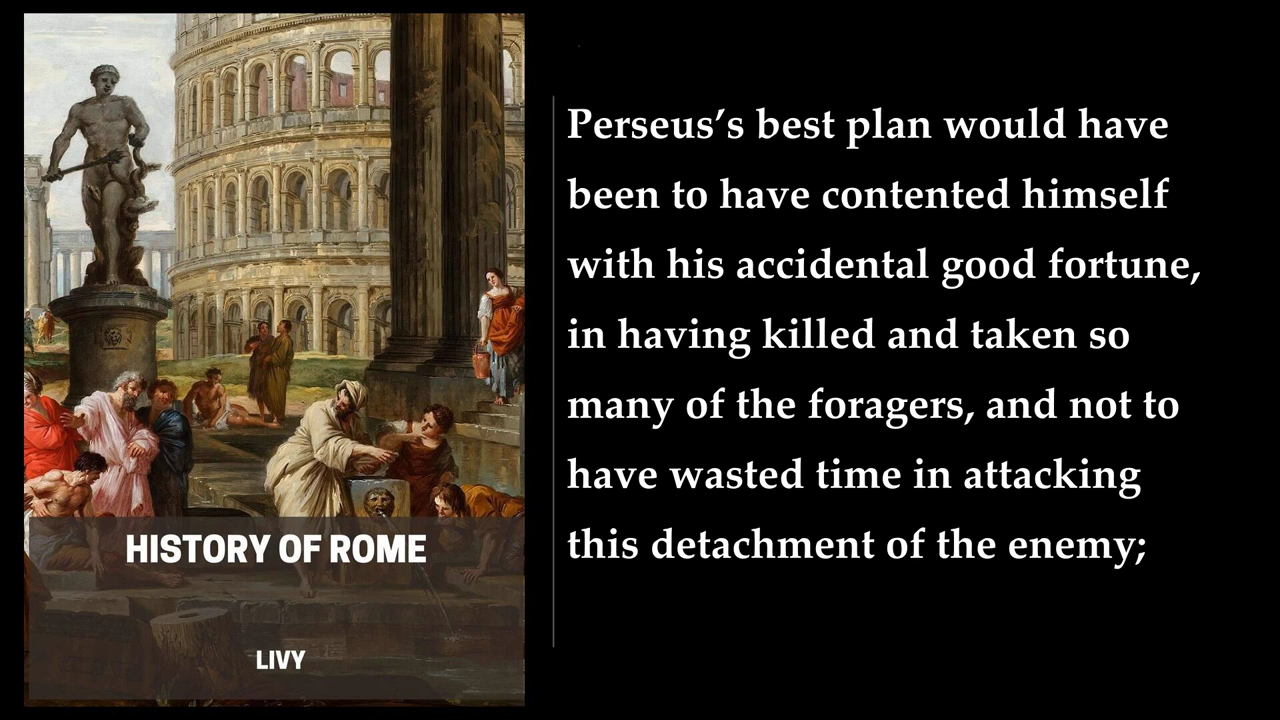 HISTORY OF ROME
LIVY
Perseus’s best plan would have
been to have contented himself
with his accidental good fortune,
in having killed and taken so
many of the foragers, and not to
have wasted time in attacking
this detachment of the enemy;